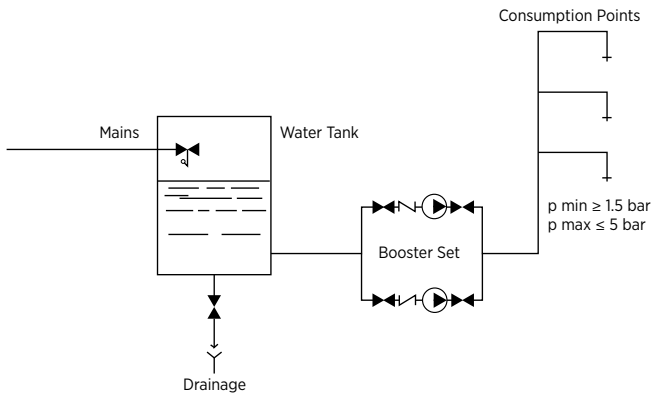 Consumption Points
Mains
Water Tank
p min ≥ 1.5 bar
p max ≤ 5 bar
Booster Set
Drainage